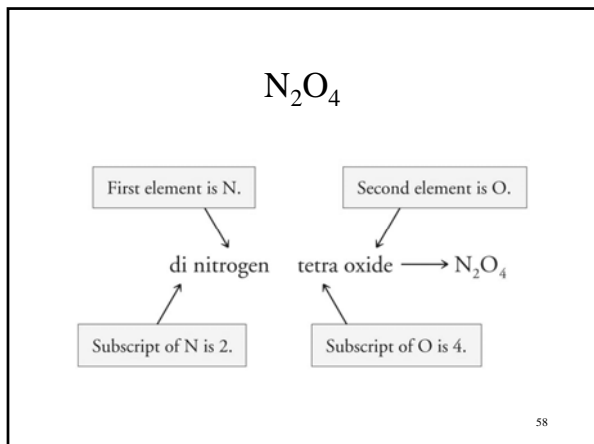 N₂O₄
First element is N. Second element is O.
di nitrogen tetra oxide → N₂O₄
Subscript of N is 2. Subscript of O is 4.
58